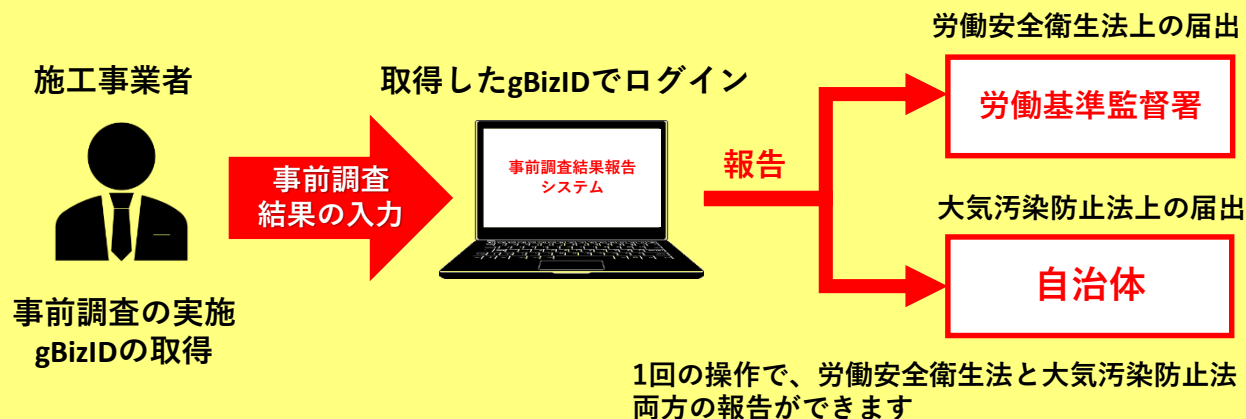 施工事業者
事前調査の実施
gBizIDの取得
事前調査
結果の入力
取得したgBizIDでログイン
事前調査結果報告
システム
報告
労働安全衛生法上の届出
労働基準監督署
大気汚染防止法上の届出
自治体
1回の操作で、労働安全衛生法と大気汚染防止法
両方の報告ができます